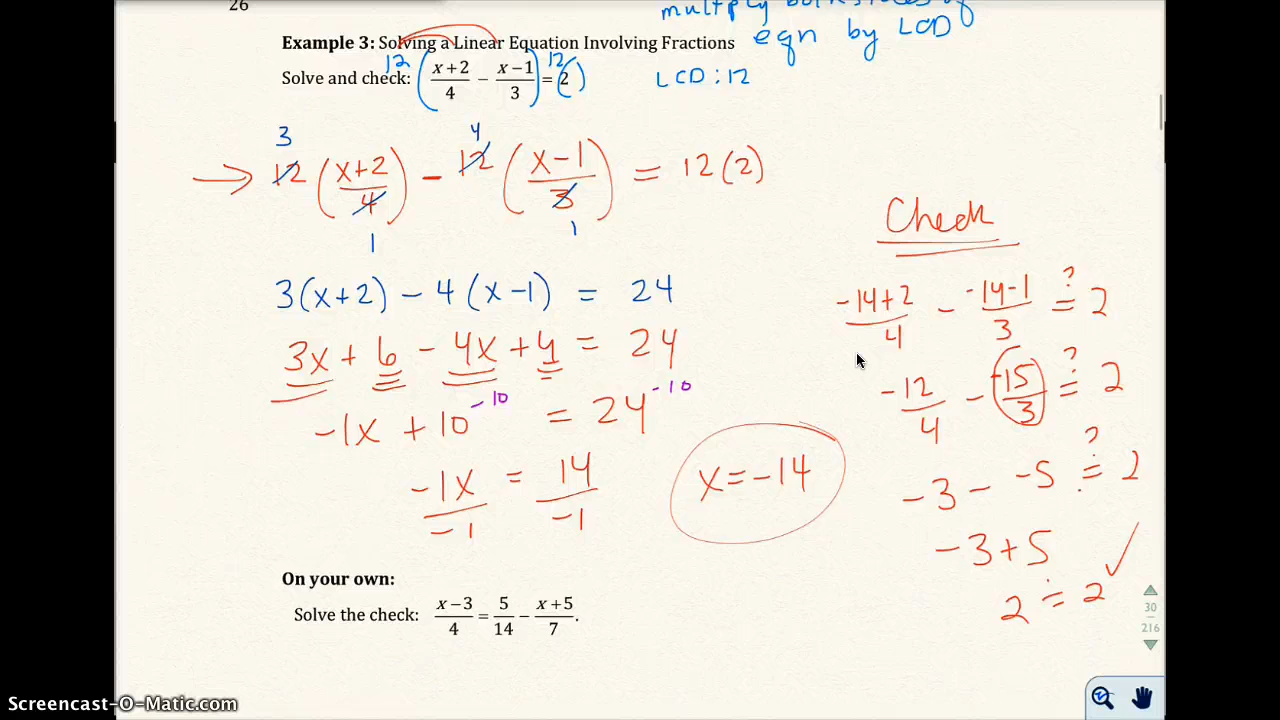 26
multiply both sides of
eqn by LCD
Example 3: Solving a Linear Equation Involving Fractions
Solve and check: 12 ( (x+2)/4 − (x−1)/3 ) = 12 (2)
LCD : 12
→ 12 ( (x+2)/4 ) − 12 ( (x−1)/3 ) = 12 (2)
3 4
1 1
3(x+2) − 4(x−1) = 24
3x + 6 − 4x + 4 = 24
−1x + 10 −10 = 24 −10
−1x/−1 = 14/−1
x = −14
Check
(−14+2)/4 − (−14−1)/3 ≟ 2
−12/4 − −15/3 ≟ 2
−3 − −5 ≟ 2
−3+5
2 = 2 ✓
On your own:
Solve the check: (x−3)/4 = 5/14 − (x+5)/7.
30
216
Screencast-O-Matic.com